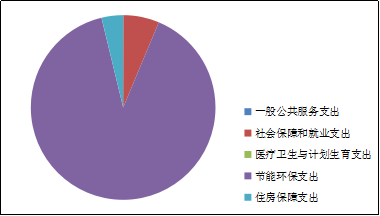 一般公共服务支出
社会保障和就业支出
医疗卫生与计划生育支出
节能环保支出
住房保障支出